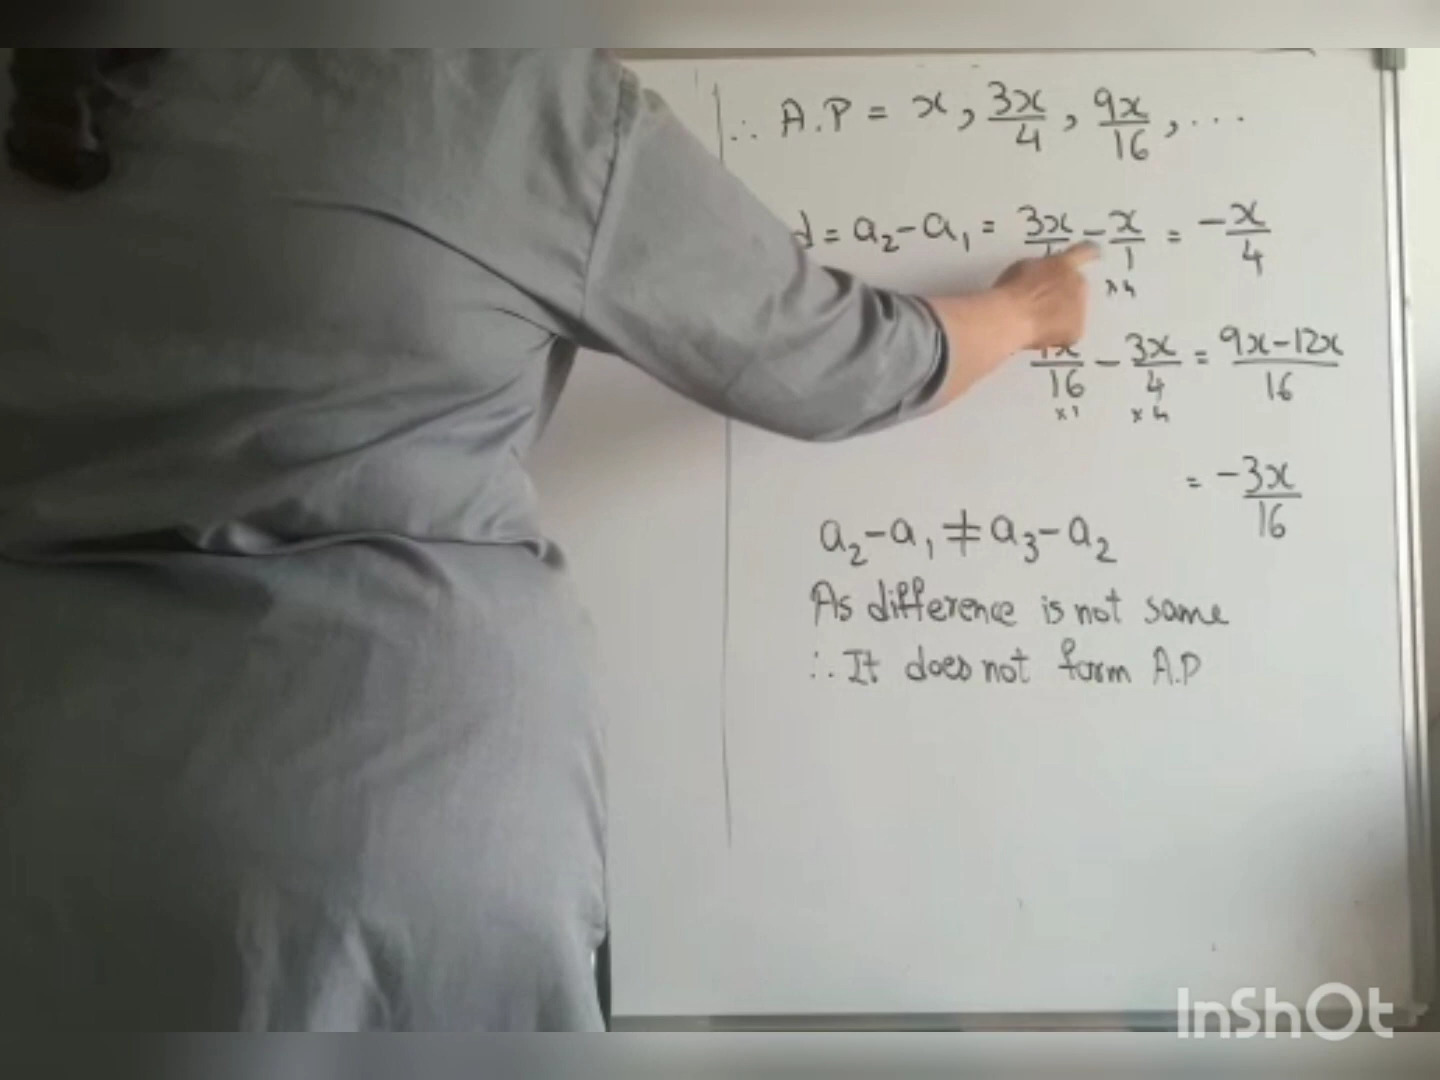 ∴ A.P = x, 3x/4, 9x/16, ...
d = a₂-a₁ = 3x/4 - x/1 = -x/4
×4
9x/16 - 3x/4 = 9x-12x/16
×1 ×4
= -3x/16
a₂-a₁ ≠ a₃-a₂
As difference is not same
∴ It does not form A.P
InShOt